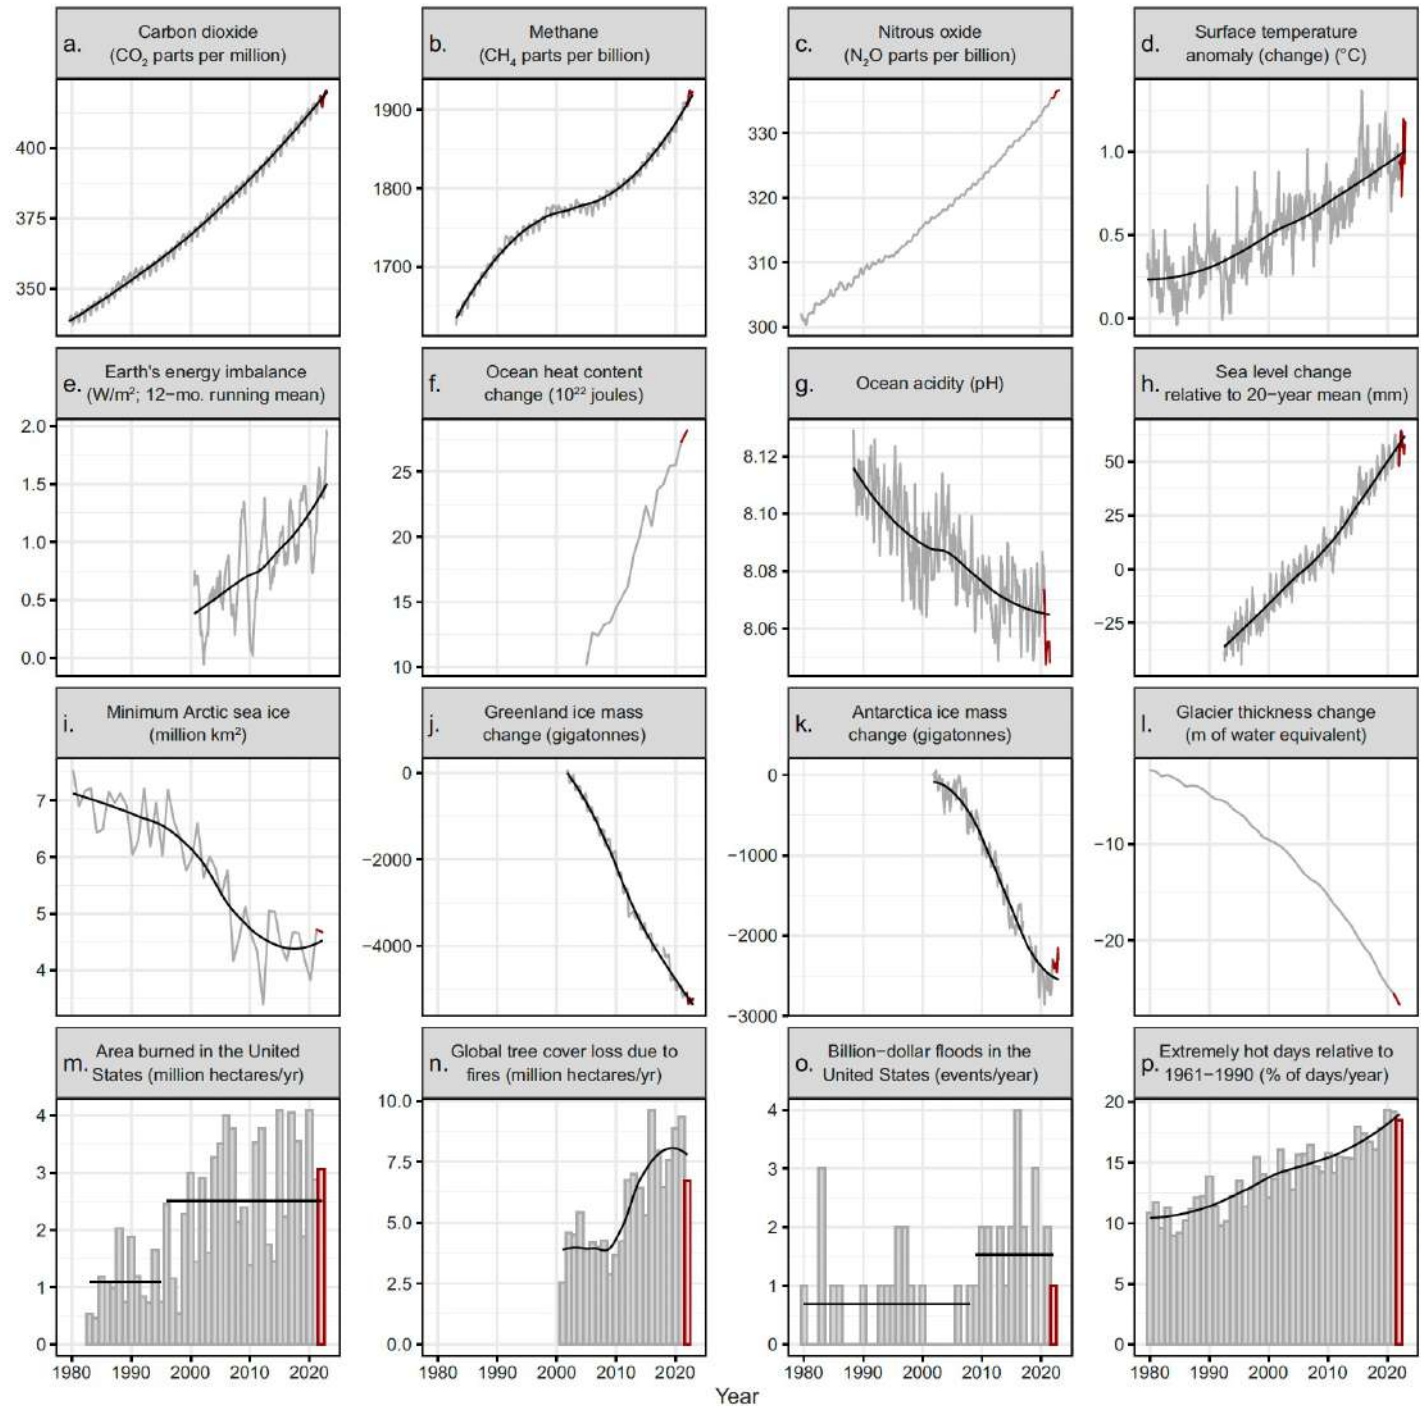 a. Carbon dioxide
(CO₂ parts per million)
b. Methane
(CH₄ parts per billion)
c. Nitrous oxide
(N₂O parts per billion)
d. Surface temperature
anomaly (change) (°C)
400
375
350
1900
1800
1700
330
320
310
300
1.0
0.5
0.0
e. Earth's energy imbalance
(W/m²; 12−mo. running mean)
f. Ocean heat content
change (10²² joules)
g. Ocean acidity (pH)
h. Sea level change
relative to 20−year mean (mm)
2.0
1.5
1.0
0.5
0.0
25
20
15
10
8.12
8.10
8.08
8.06
50
25
0
−25
i. Minimum Arctic sea ice
(million km²)
j. Greenland ice mass
change (gigatonnes)
k. Antarctica ice mass
change (gigatonnes)
l. Glacier thickness change
(m of water equivalent)
7
6
5
4
0
−2000
−4000
0
−1000
−2000
−3000
−10
−20
m. Area burned in the United
States (million hectares/yr)
n. Global tree cover loss due to
fires (million hectares/yr)
o. Billion−dollar floods in the
United States (events/year)
p. Extremely hot days relative to
1961−1990 (% of days/year)
4
3
2
1
0
10.0
7.5
5.0
2.5
0.0
4
3
2
1
0
20
15
10
5
0
1980 1990 2000 2010 2020
1980 1990 2000 2010 2020
1980 1990 2000 2010 2020
1980 1990 2000 2010 2020
Year